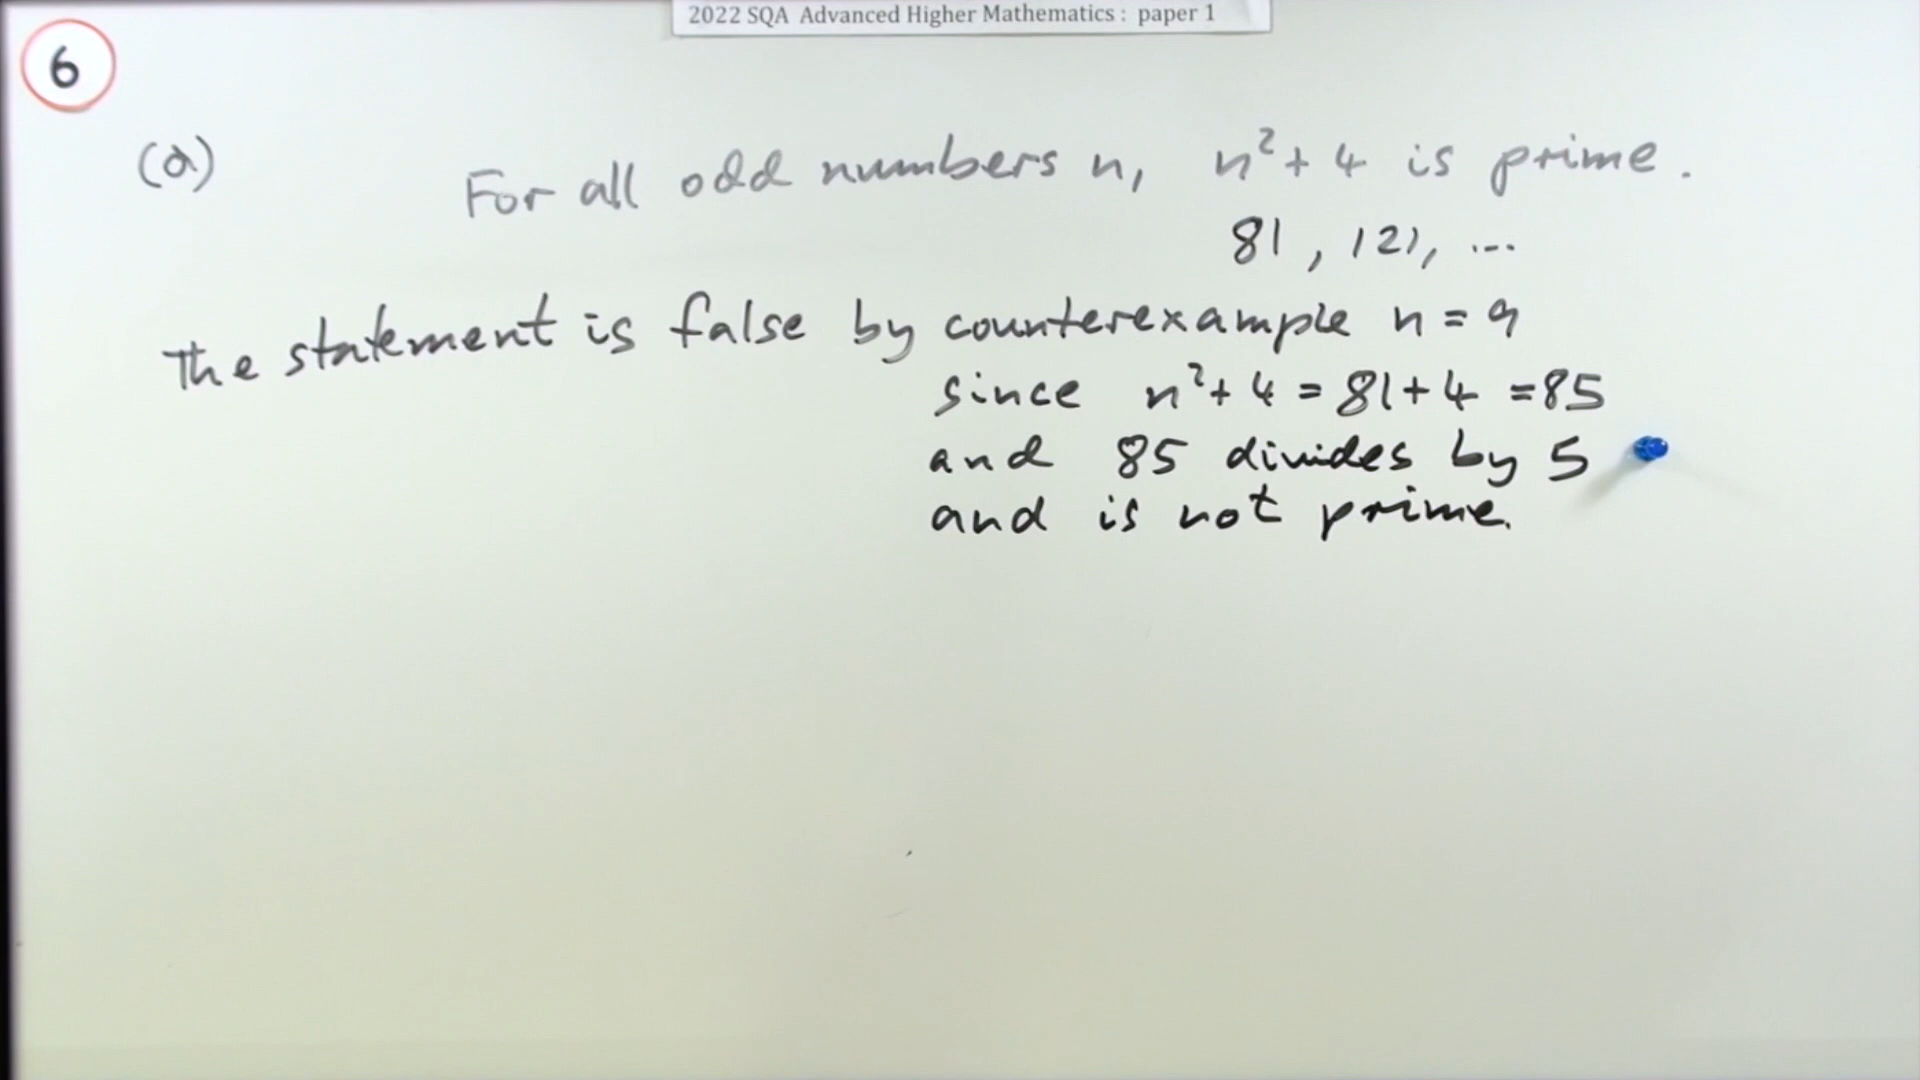 2022 SQA Advanced Higher Mathematics : paper 1
6
(a) For all odd numbers n, n²+4 is prime.
81, 121, ...
The statement is false by counterexample n = 9
since n²+4 = 81+4 = 85
and 85 divides by 5
and is not prime.